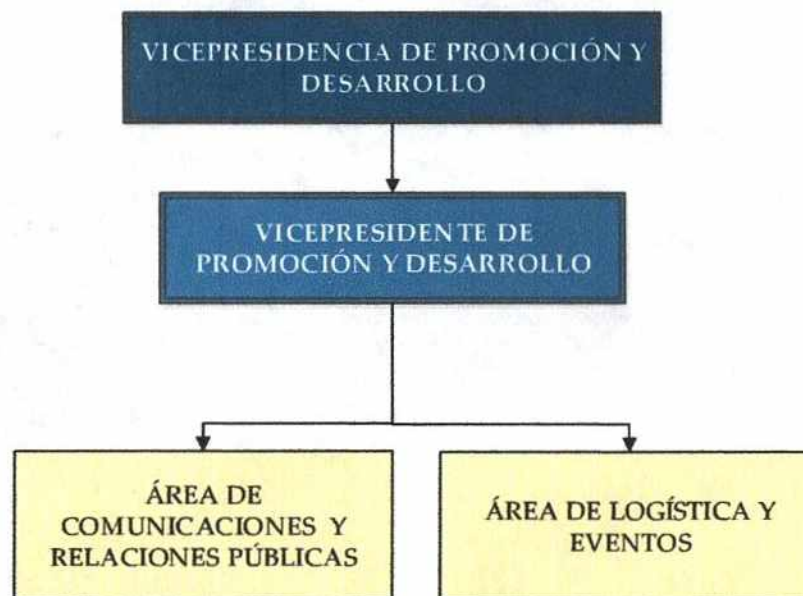 VICEPRESIDENCIA DE PROMOCIÓN Y
DESARROLLO
VICEPRESIDENTE DE
PROMOCIÓN Y DESARROLLO
ÁREA DE
COMUNICACIONES Y
RELACIONES PÚBLICAS
ÁREA DE LOGÍSTICA Y
EVENTOS